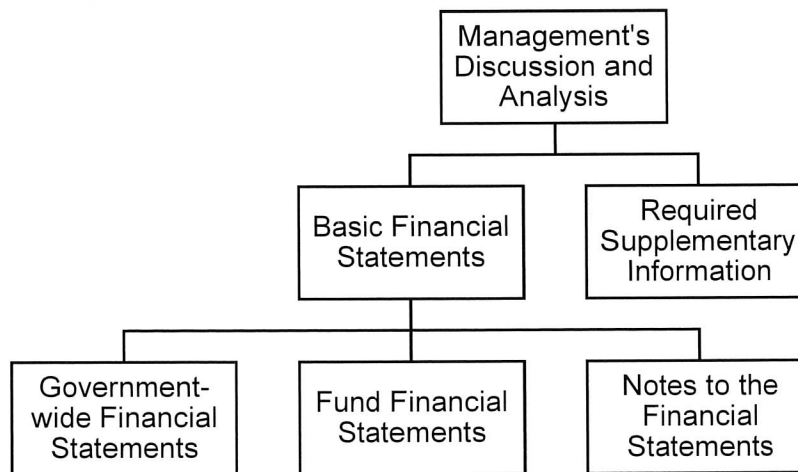 Management's
Discussion and
Analysis
Basic Financial
Statements
Required
Supplementary
Information
Government-
wide Financial
Statements
Fund Financial
Statements
Notes to the
Financial
Statements